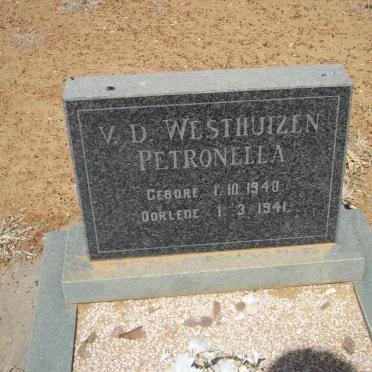 V. D. WESTHUIZEN
PETRONELLA
GEBORE 1.10.1940
OORLEDE 1.3.1941.